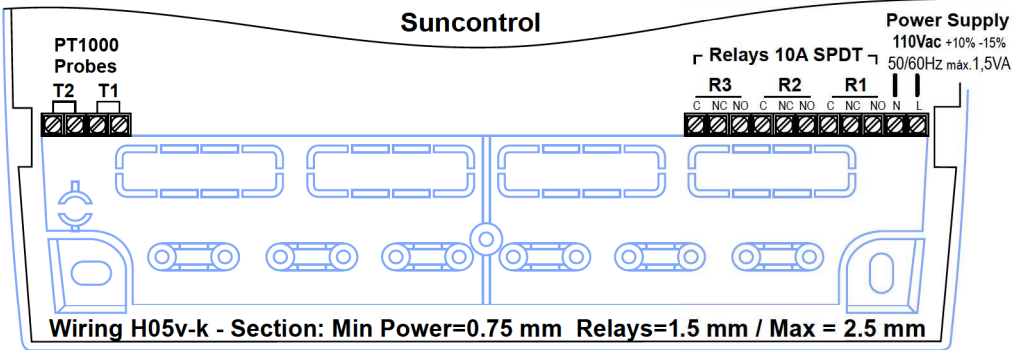 Suncontrol
PT1000
Probes
T2 T1
Relays 10A SPDT
R3 R2 R1
C NC NO C NC NO C NC NO N L
Power Supply
110Vac +10% -15%
50/60Hz máx.1,5VA
Wiring H05v-k - Section: Min Power=0.75 mm Relays=1.5 mm / Max = 2.5 mm